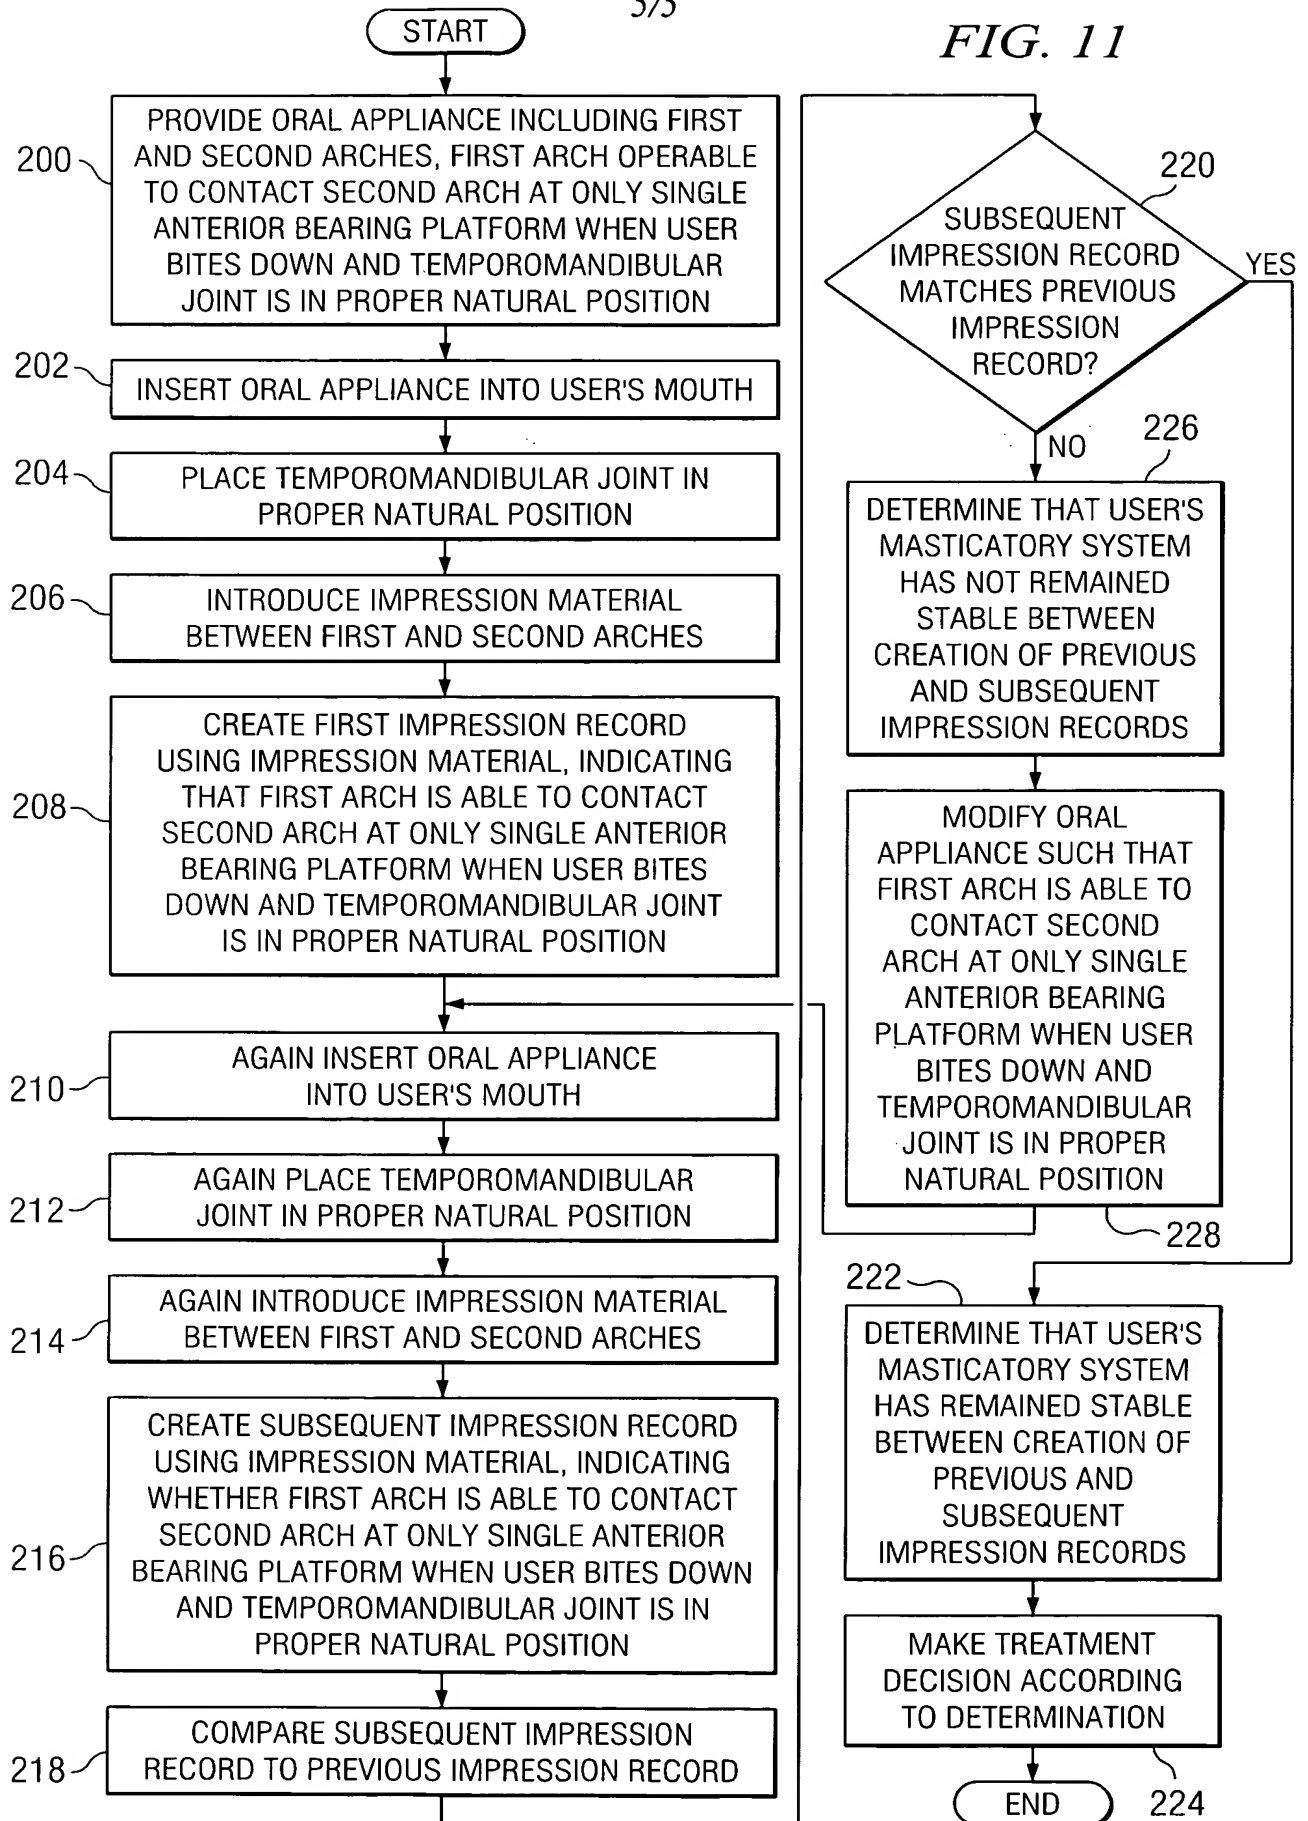 5/5
FIG. 11
START
200
PROVIDE ORAL APPLIANCE INCLUDING FIRST
AND SECOND ARCHES, FIRST ARCH OPERABLE
TO CONTACT SECOND ARCH AT ONLY SINGLE
ANTERIOR BEARING PLATFORM WHEN USER
BITES DOWN AND TEMPOROMANDIBULAR
JOINT IS IN PROPER NATURAL POSITION
202
INSERT ORAL APPLIANCE INTO USER'S MOUTH
204
PLACE TEMPOROMANDIBULAR JOINT IN
PROPER NATURAL POSITION
206
INTRODUCE IMPRESSION MATERIAL
BETWEEN FIRST AND SECOND ARCHES
208
CREATE FIRST IMPRESSION RECORD
USING IMPRESSION MATERIAL, INDICATING
THAT FIRST ARCH IS ABLE TO CONTACT
SECOND ARCH AT ONLY SINGLE ANTERIOR
BEARING PLATFORM WHEN USER BITES
DOWN AND TEMPOROMANDIBULAR JOINT
IS IN PROPER NATURAL POSITION
210
AGAIN INSERT ORAL APPLIANCE
INTO USER'S MOUTH
212
AGAIN PLACE TEMPOROMANDIBULAR
JOINT IN PROPER NATURAL POSITION
214
AGAIN INTRODUCE IMPRESSION MATERIAL
BETWEEN FIRST AND SECOND ARCHES
216
CREATE SUBSEQUENT IMPRESSION RECORD
USING IMPRESSION MATERIAL, INDICATING
WHETHER FIRST ARCH IS ABLE TO CONTACT
SECOND ARCH AT ONLY SINGLE ANTERIOR
BEARING PLATFORM WHEN USER BITES DOWN
AND TEMPOROMANDIBULAR JOINT IS IN
PROPER NATURAL POSITION
218
COMPARE SUBSEQUENT IMPRESSION
RECORD TO PREVIOUS IMPRESSION RECORD
220
SUBSEQUENT
IMPRESSION RECORD
MATCHES PREVIOUS
IMPRESSION
RECORD?
YES
NO
226
DETERMINE THAT USER'S
MASTICATORY SYSTEM
HAS NOT REMAINED
STABLE BETWEEN
CREATION OF PREVIOUS
AND SUBSEQUENT
IMPRESSION RECORDS
MODIFY ORAL
APPLIANCE SUCH THAT
FIRST ARCH IS ABLE TO
CONTACT SECOND
ARCH AT ONLY SINGLE
ANTERIOR BEARING
PLATFORM WHEN USER
BITES DOWN AND
TEMPOROMANDIBULAR
JOINT IS IN PROPER
NATURAL POSITION
228
222
DETERMINE THAT USER'S
MASTICATORY SYSTEM
HAS REMAINED STABLE
BETWEEN CREATION OF
PREVIOUS AND
SUBSEQUENT
IMPRESSION RECORDS
MAKE TREATMENT
DECISION ACCORDING
TO DETERMINATION
224
END